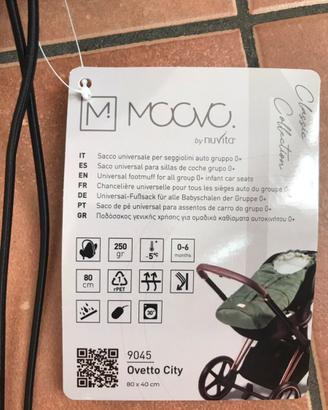 M!
MOOVO.
by nuvita
Classic
Collection
IT Sacco universale per seggiolini auto gruppo 0+
ES Saco universal para sillas de coche grupo 0+
EN Universal footmuff for all group 0+ infant car seats
FR Chancelière universelle pour tous les sièges auto du groupe 0+
DE Universal-Fußsack für alle Babyschalen der Gruppe 0+
PT Saco de pé universal para assentos de carro do grupo 0+
GR Ποδόσακος γενικής χρήσης για ομαδικά καθίσματα αυτοκινήτου 0+
250 gr
-5°C
0-6 months
80 cm
rPET
30°
9045
Ovetto City
80 x 40 cm